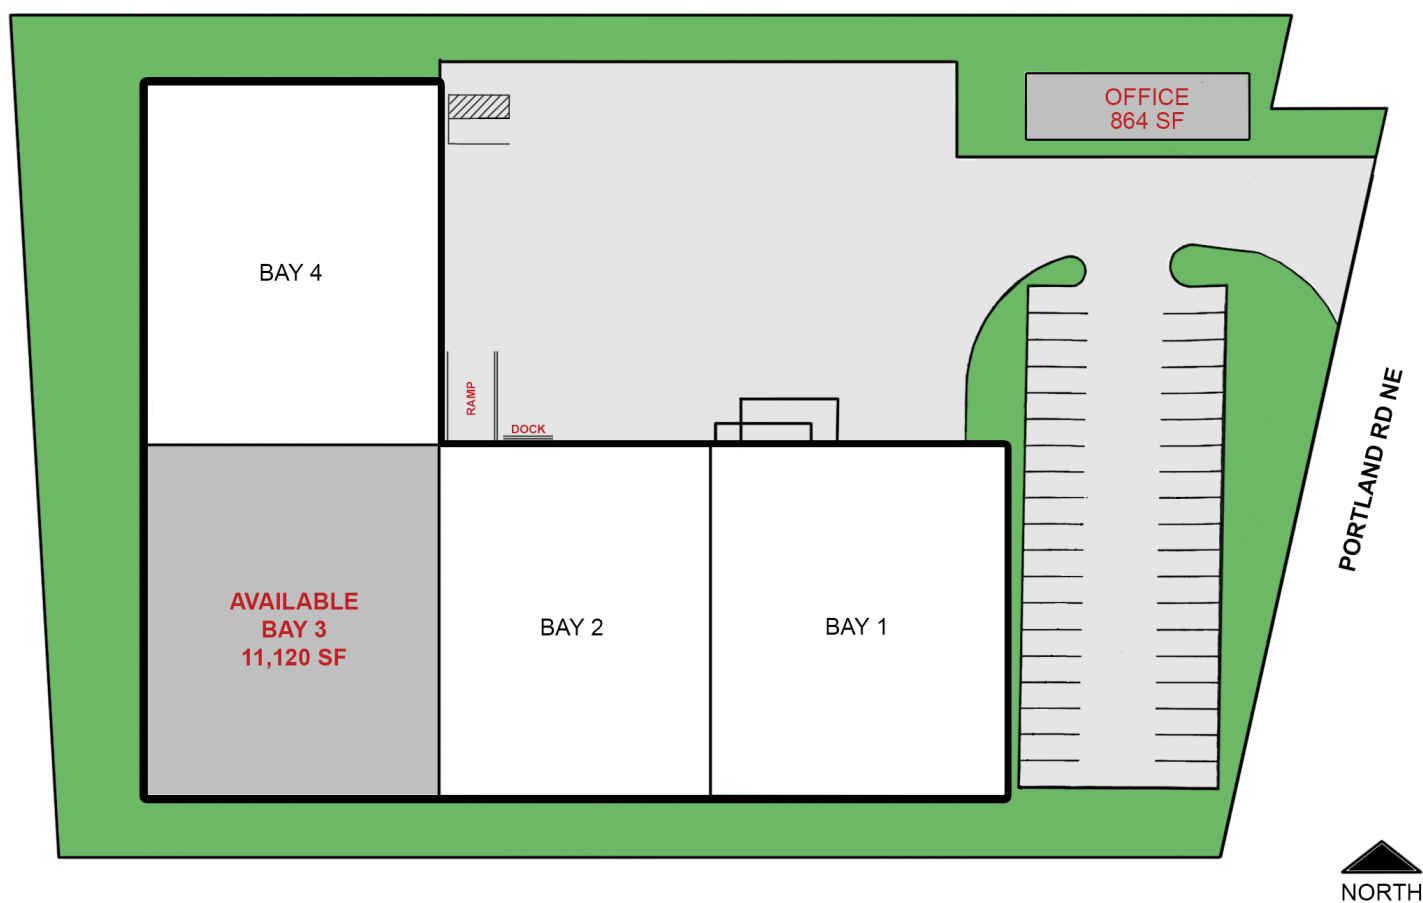 OFFICE
864 SF
BAY 4
RAMP
DOCK
PORTLAND RD NE
AVAILABLE
BAY 3
11,120 SF
BAY 2
BAY 1
NORTH